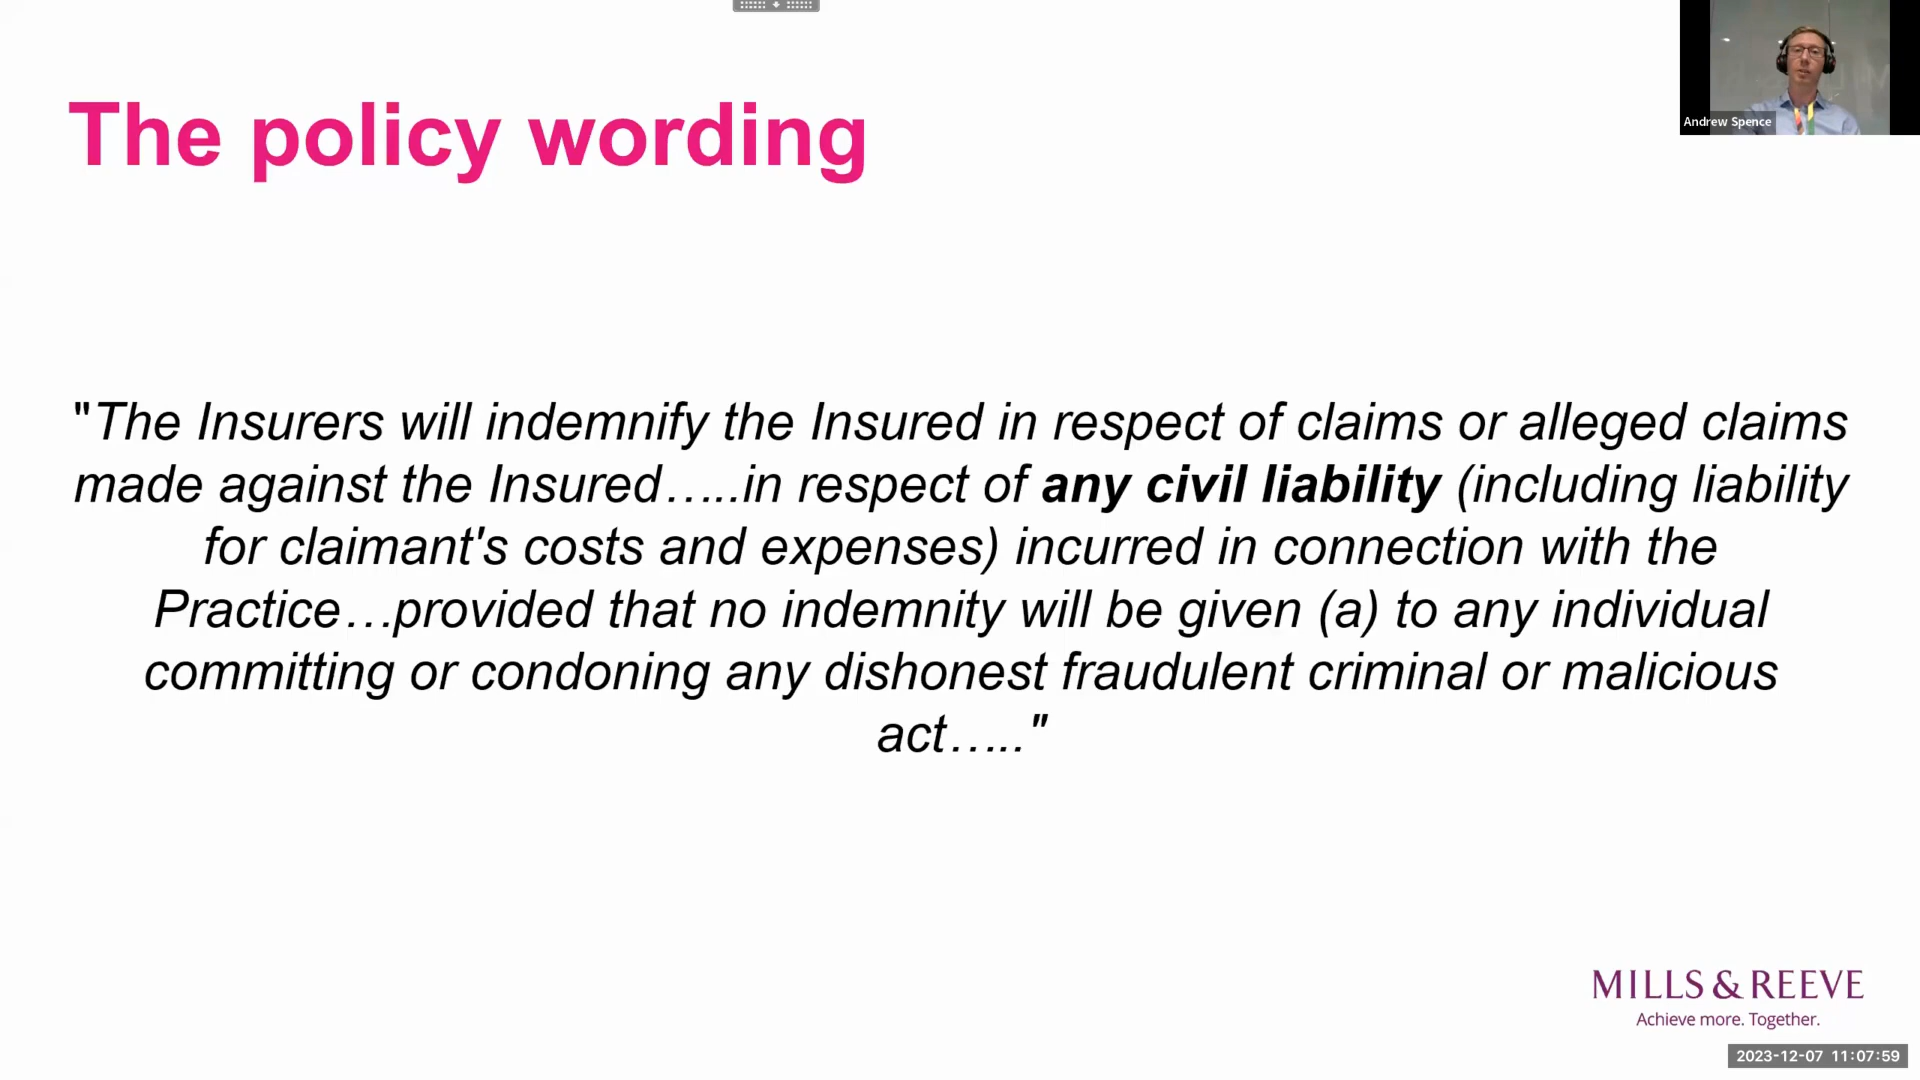 The policy wording
Andrew Spence
"The Insurers will indemnify the Insured in respect of claims or alleged claims
made against the Insured…..in respect of any civil liability (including liability
for claimant's costs and expenses) incurred in connection with the
Practice…provided that no indemnity will be given (a) to any individual
committing or condoning any dishonest fraudulent criminal or malicious
act….."
MILLS & REEVE
Achieve more. Together.
2023-12-07 11:07:59